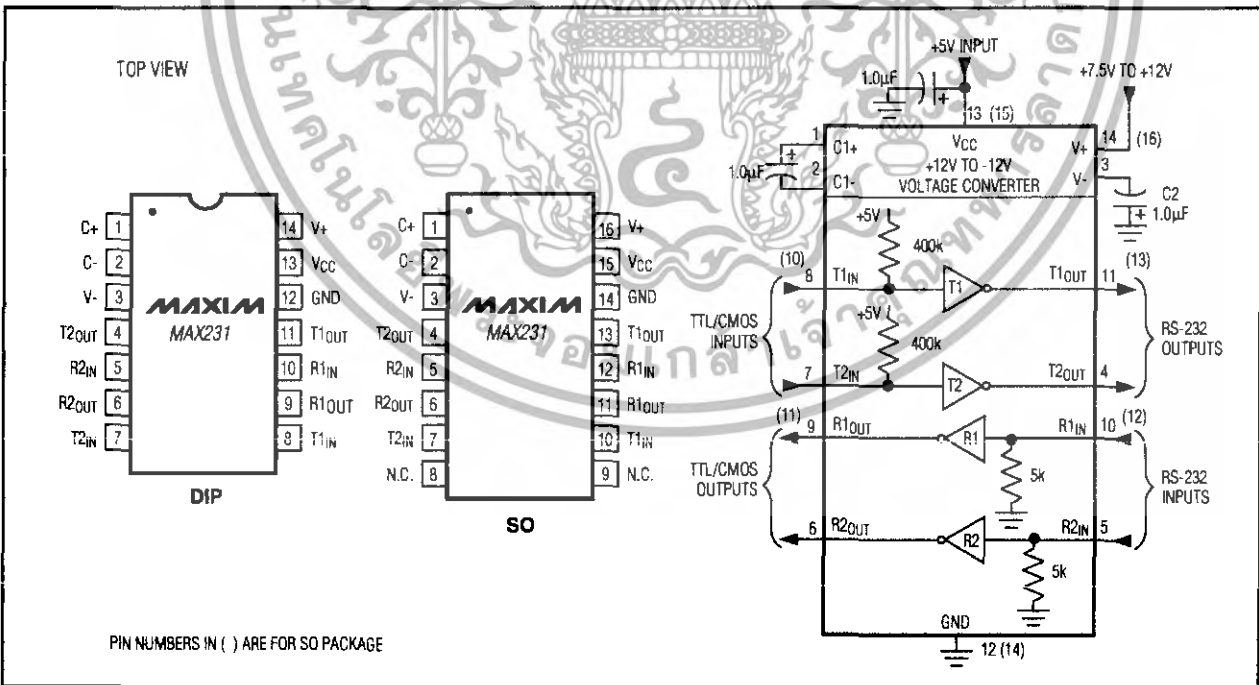 TOP VIEW
C+ 1
C- 2
V- 3
T2OUT 4
R2IN 5
R2OUT 6
T2IN 7
14 V+
13 VCC
12 GND
11 T1OUT
10 R1IN
9 R1OUT
8 T1IN
MAXIM
MAX231
DIP
C+ 1
C- 2
V- 3
T2OUT 4
R2IN 5
R2OUT 6
T2IN 7
N.C. 8
16 V+
15 VCC
14 GND
13 T1OUT
12 R1IN
11 R1OUT
10 T1IN
9 N.C.
MAXIM
MAX231
SO
+5V INPUT
1.0µF
+
13 (15)
+7.5V TO +12V
1 C1+
2 C1-
1.0µF
+
VCC
+12V TO -12V
VOLTAGE CONVERTER
V+ 14 (16)
V- 3
C2
+ 1.0µF
+5V
400k
(10) 8 T1IN T1 T1OUT 11 (13)
+5V
400k
TTL/CMOS
INPUTS
RS-232
OUTPUTS
7 T2IN T2 T2OUT 4
(11) 9 R1OUT R1 R1IN 10 (12)
5k
TTL/CMOS
OUTPUTS
RS-232
INPUTS
6 R2OUT R2 R2IN 5
5k
GND
12 (14)
PIN NUMBERS IN ( ) ARE FOR SO PACKAGE